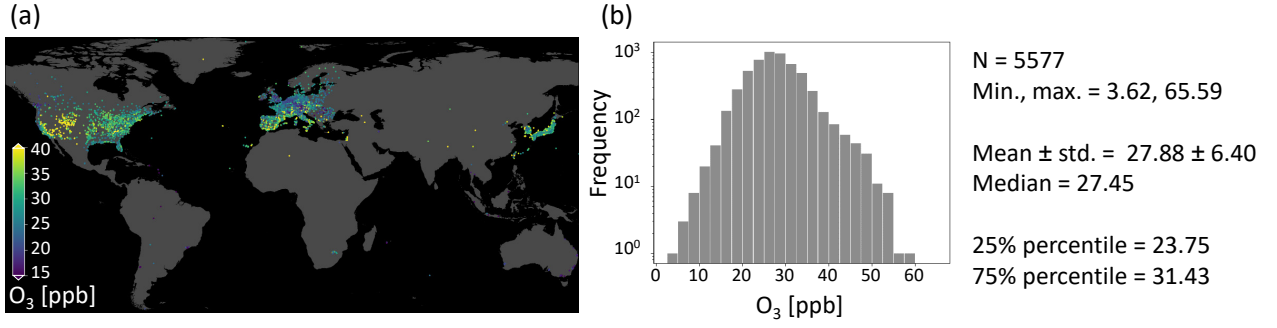 (a)
40
35
30
25
20
15
O₃ [ppb]
(b)
Frequency
10³
10²
10¹
10⁰
0 10 20 30 40 50 60
O₃ [ppb]
N = 5577
Min., max. = 3.62, 65.59
Mean ± std. = 27.88 ± 6.40
Median = 27.45
25% percentile = 23.75
75% percentile = 31.43